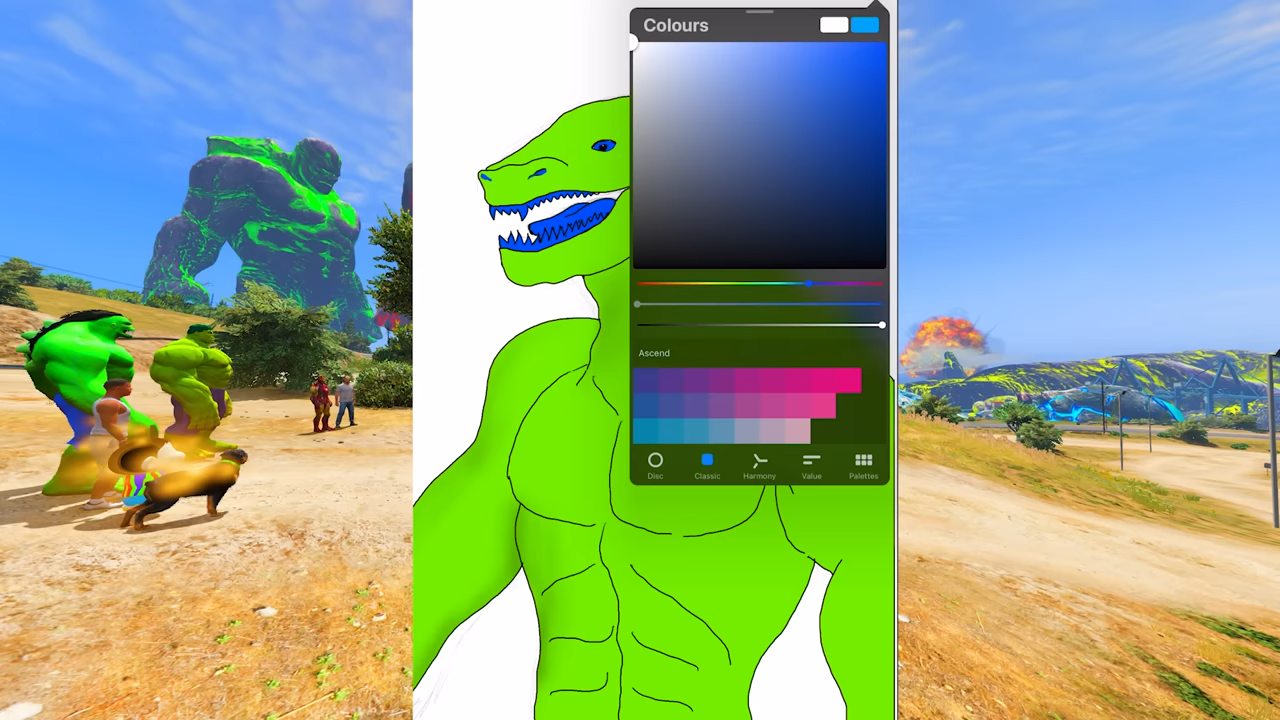 Colours
Ascend
Disc
Classic
Harmony
Value
Palettes